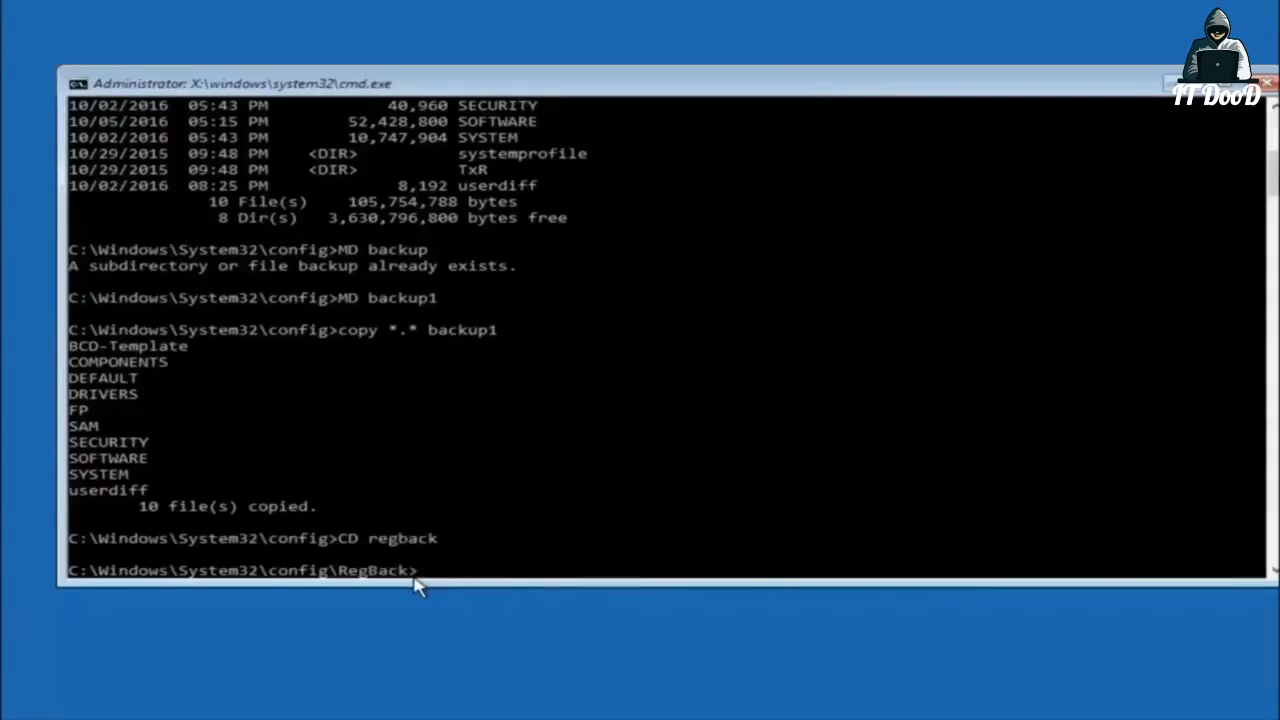 IT DooD
Administrator: X:\windows\system32\cmd.exe
10/02/2016 05:43 PM 40,960 SECURITY
10/05/2016 05:15 PM 52,428,800 SOFTWARE
10/02/2016 05:43 PM 10,747,904 SYSTEM
10/29/2015 09:48 PM <DIR> systemprofile
10/29/2015 09:48 PM <DIR> TxR
10/02/2016 08:25 PM 8,192 userdiff
10 File(s) 105,754,788 bytes
8 Dir(s) 3,630,796,800 bytes free
C:\Windows\System32\config>MD backup
A subdirectory or file backup already exists.
C:\Windows\System32\config>MD backup1
C:\Windows\System32\config>copy *.* backup1
BCD-Template
COMPONENTS
DEFAULT
DRIVERS
FP
SAM
SECURITY
SOFTWARE
SYSTEM
userdiff
10 file(s) copied.
C:\Windows\System32\config>CD regback
C:\Windows\System32\config\RegBack>